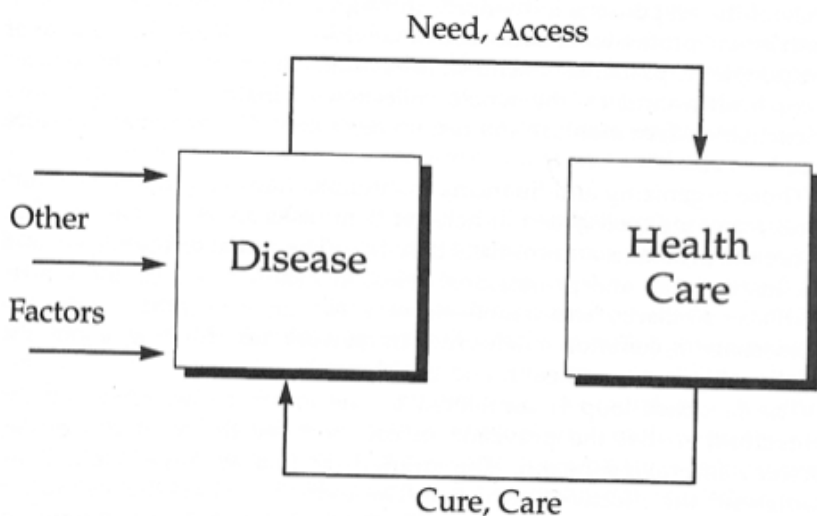 Need, Access
Other
Factors
Disease
Health
Care
Cure, Care